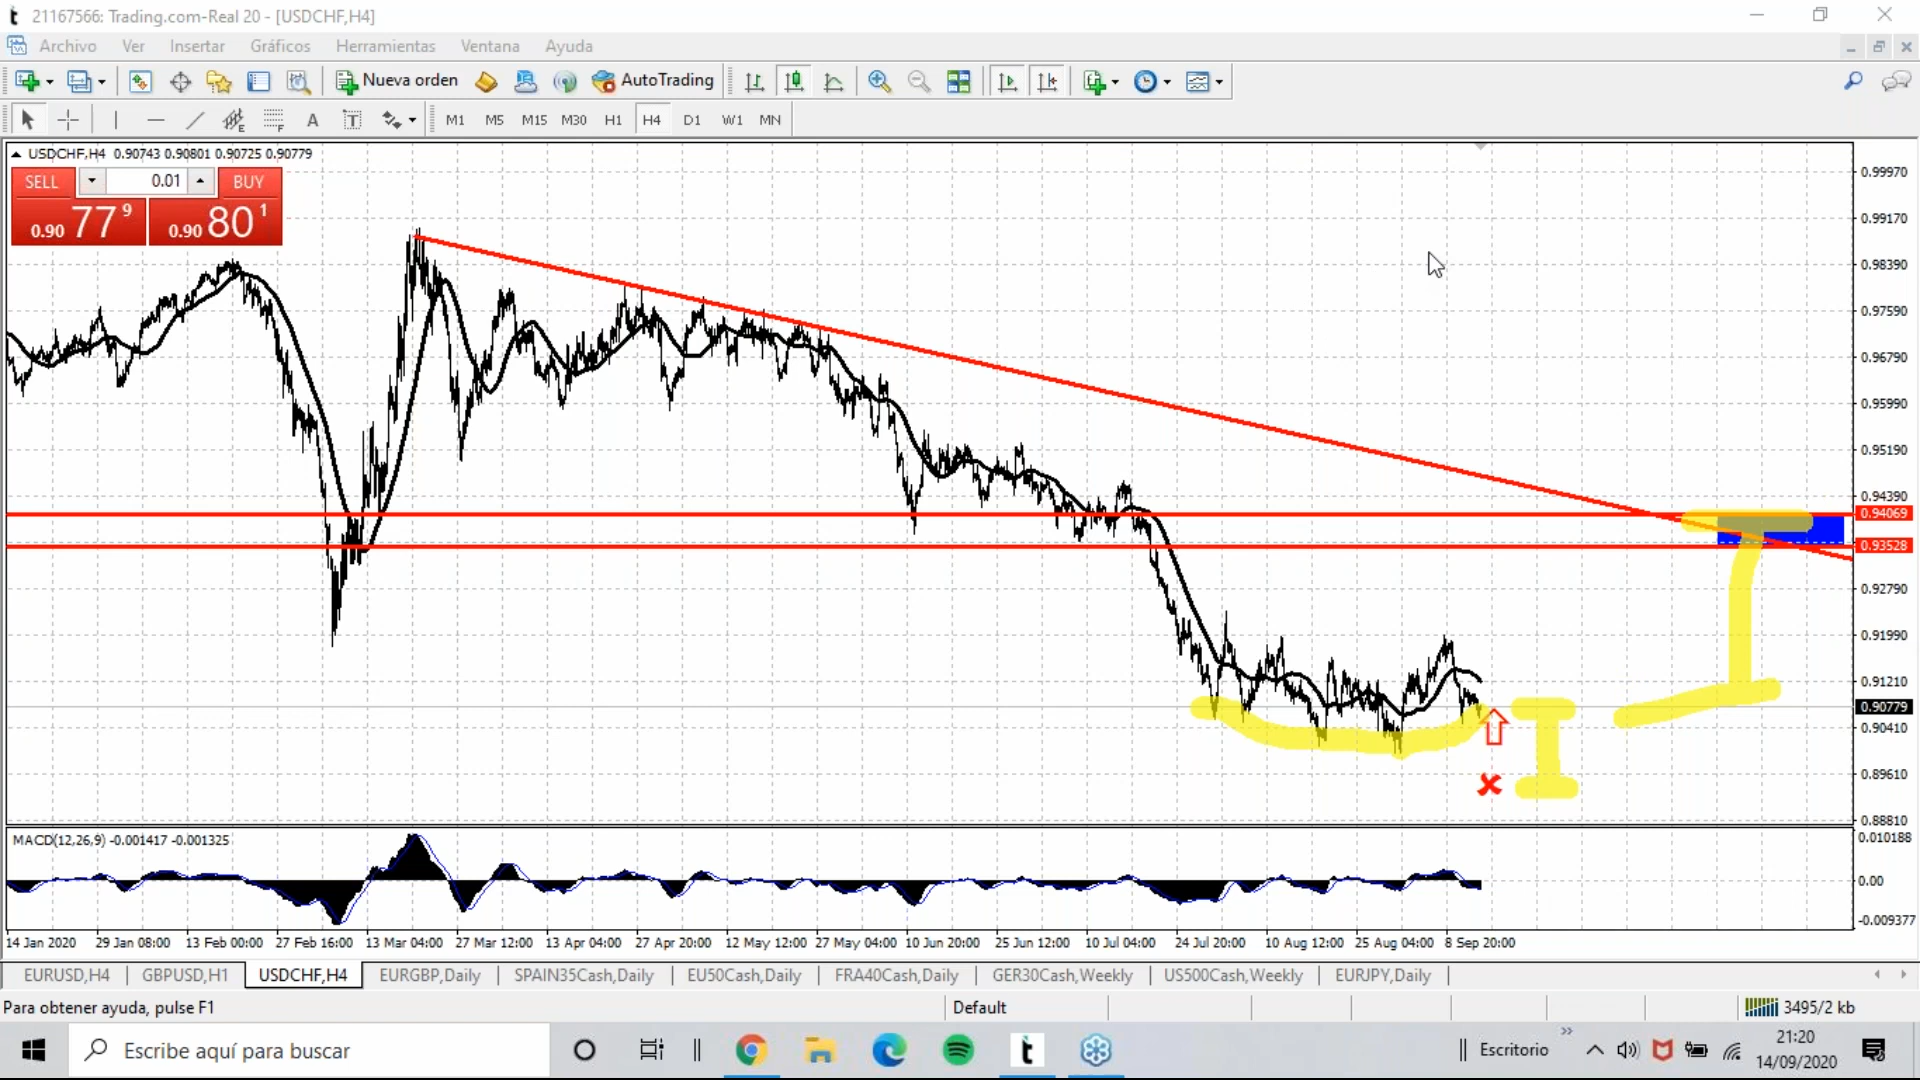 21167566: Trading.com-Real 20 - [USDCHF,H4]
Archivo Ver Insertar Gráficos Herramientas Ventana Ayuda
Nueva orden AutoTrading
A T M1 M5 M15 M30 H1 H4 D1 W1 MN
USDCHF,H4 0.90743 0.90801 0.90725 0.90779
SELL 0.01 BUY
0.90 77 9 0.90 80 1
0.99970
0.99170
0.98390
0.97590
0.96790
0.95990
0.95190
0.94390
0.94069
0.93528
0.92790
0.91990
0.91210
0.90779
0.90410
0.89610
0.88810
MACD(12,26,9) -0.001417 -0.001325
0.010188
0.00
-0.009377
14 Jan 2020 29 Jan 08:00 13 Feb 00:00 27 Feb 16:00 13 Mar 04:00 27 Mar 12:00 13 Apr 04:00 27 Apr 20:00 12 May 12:00 27 May 04:00 10 Jun 20:00 25 Jun 12:00 10 Jul 04:00 24 Jul 20:00 10 Aug 12:00 25 Aug 04:00 8 Sep 20:00
EURUSD,H4 GBPUSD,H1 USDCHF,H4 EURGBP,Daily SPAIN35Cash,Daily EU50Cash,Daily FRA40Cash,Daily GER30Cash,Weekly US500Cash,Weekly EURJPY,Daily
Para obtener ayuda, pulse F1 Default 3495/2 kb
Escribe aquí para buscar Escritorio 21:20
14/09/2020